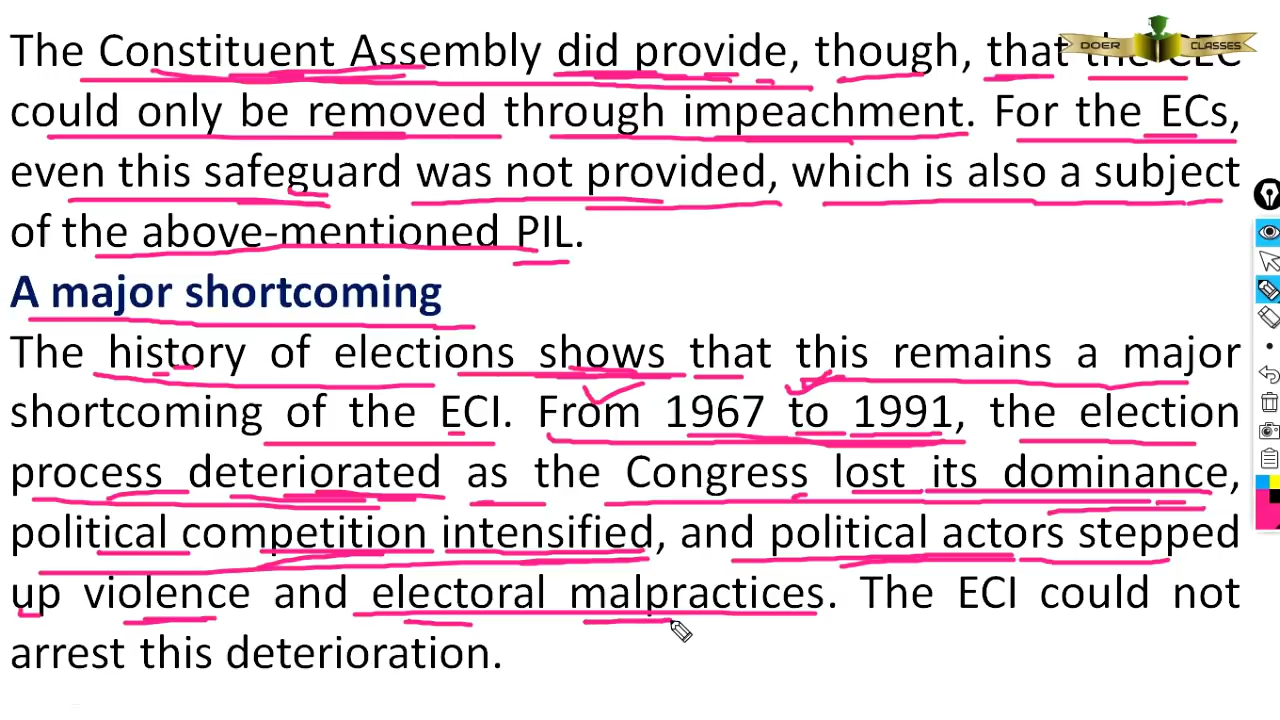 The Constituent Assembly did provide, though, that the CEC
could only be removed through impeachment. For the ECs,
even this safeguard was not provided, which is also a subject
of the above-mentioned PIL.
A major shortcoming
The history of elections shows that this remains a major
shortcoming of the ECI. From 1967 to 1991, the election
process deteriorated as the Congress lost its dominance,
political competition intensified, and political actors stepped
up violence and electoral malpractices. The ECI could not
arrest this deterioration.
DOER CLASSES